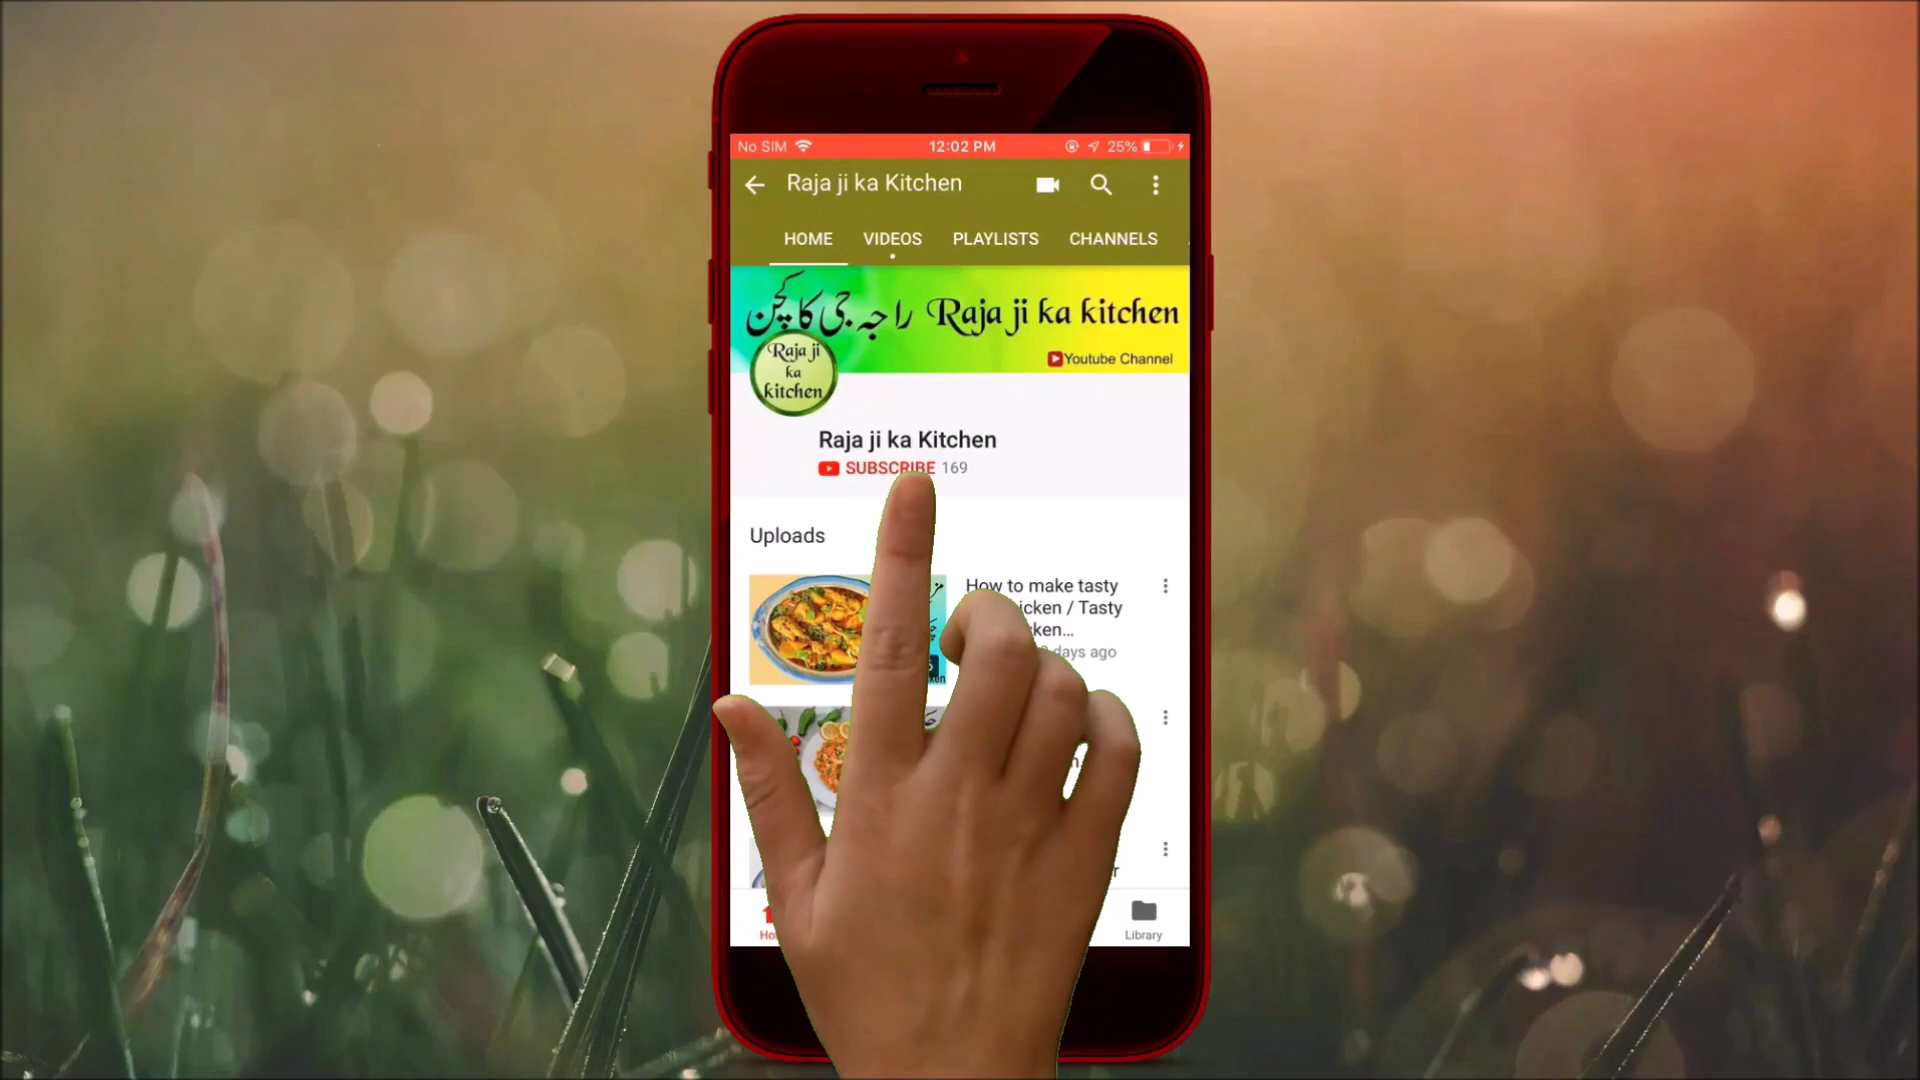 No SIM 12:02 PM 25%
Raja ji ka Kitchen
HOME VIDEOS PLAYLISTS CHANNELS
راجہ جی کا کچن Raja ji ka kitchen
Youtube Channel
Raja ji
ka
kitchen
Raja ji ka Kitchen
SUBSCRIBE 169
Uploads
How to make tasty
/ Tasty
days ago
Library